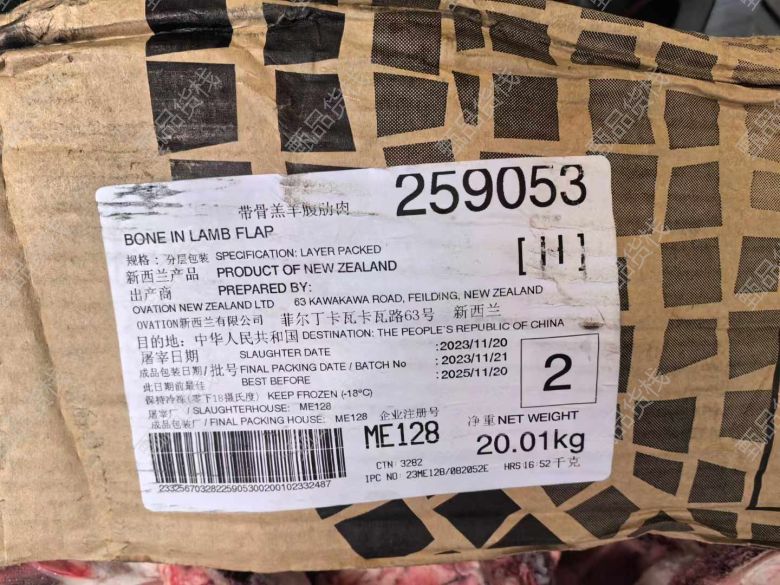 带骨羔羊腹肋肉
259053
BONE IN LAMB FLAP
规格: 分层包装 SPECIFICATION: LAYER PACKED
[H]
新西兰产品 PRODUCT OF NEW ZEALAND
出产商 PREPARED BY:
OVATION NEW ZEALAND LTD 63 KAWAKAWA ROAD, FEILDING, NEW ZEALAND
OVATION新西兰有限公司 菲尔丁卡瓦卡瓦路63号 新西兰
目的地: 中华人民共和国 DESTINATION: THE PEOPLE'S REPUBLIC OF CHINA
屠宰日期 SLAUGHTER DATE :2023/11/20
成品包装日期/批号 FINAL PACKING DATE / BATCH No :2023/11/21
此日期前最佳 BEST BEFORE :2025/11/20
2
保持冷冻(零下18摄氏度) KEEP FROZEN (-18°C)
屠宰厂 / SLAUGHTERHOUSE: ME128
成品包装厂 / FINAL PACKING HOUSE: ME128 企业注册号
净重 NET WEIGHT
ME128
20.01kg
CTN: 3282
HRS 16:52 千克
IPC NO: 23ME128/082052E
2332567032822590530020010233 2487
甄品货栈